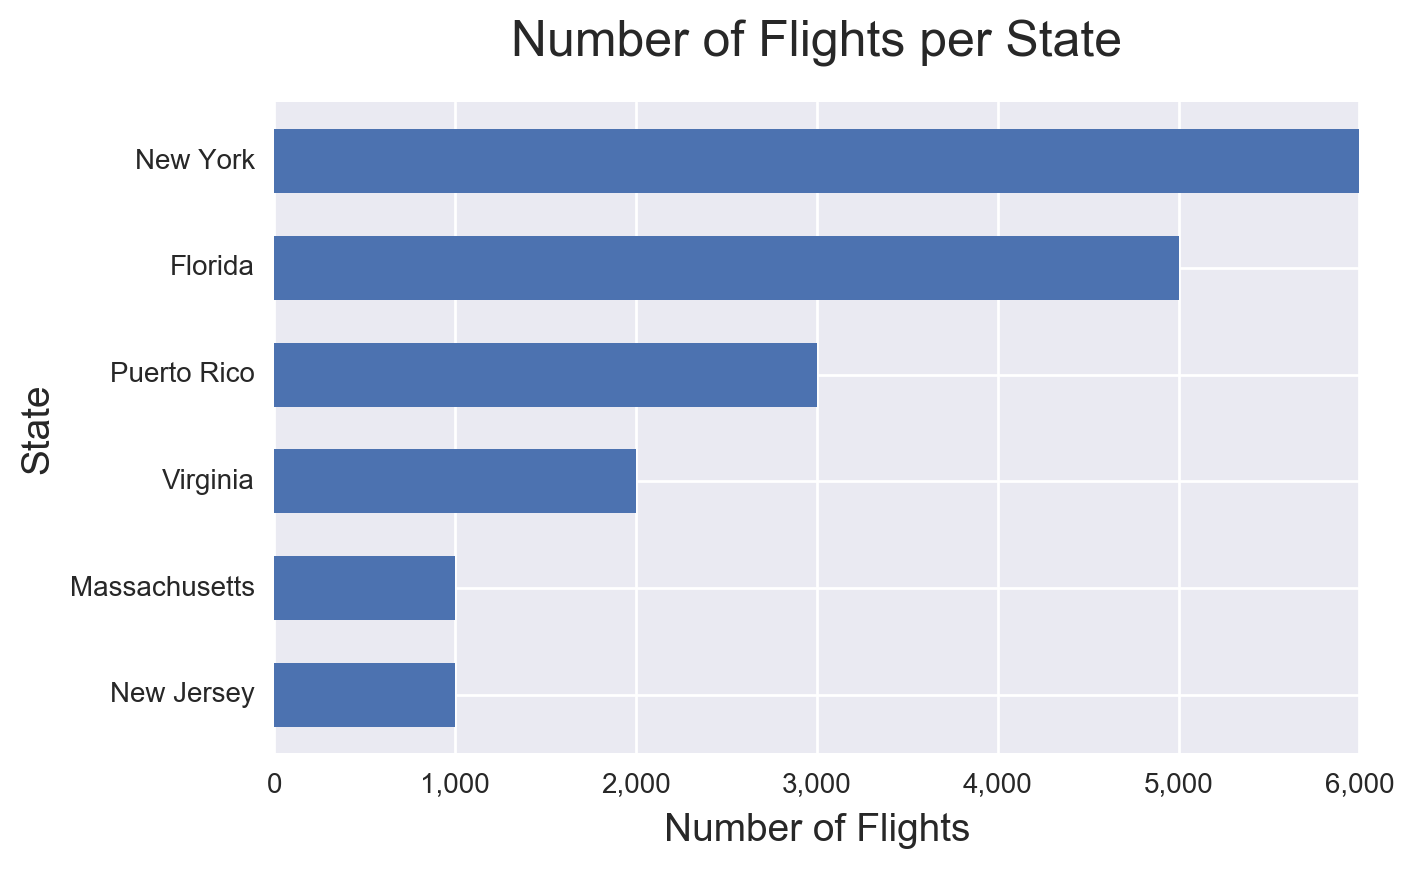 Number of Flights per State
New York
Florida
Puerto Rico
Virginia
Massachusetts
New Jersey
State
0 1,000 2,000 3,000 4,000 5,000 6,000
Number of Flights